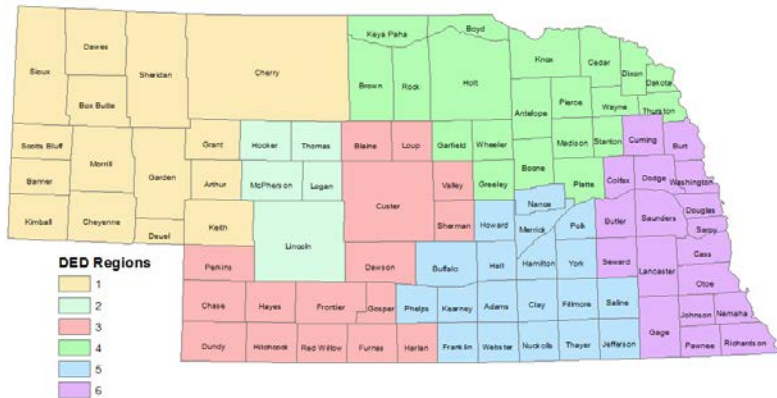 Keya Paha
Boyd
Sioux
Dawes
Sheridan
Cherry
Box Butte
Brown
Rock
Holt
Knox
Cedar
Dixon
Dakota
Antelope
Pierce
Wayne
Thurston
Scotts Bluff
Morrill
Garden
Grant
Hooker
Thomas
Blaine
Loup
Garfield
Wheeler
Boone
Madison
Stanton
Cuming
Burt
Banner
Arthur
McPherson
Logan
Custer
Valley
Greeley
Platte
Colfax
Dodge
Washington
Kimball
Cheyenne
Deuel
Keith
Lincoln
Sherman
Howard
Nance
Merrick
Polk
Butler
Saunders
Douglas
Sarpy
Perkins
Dawson
Buffalo
Hall
Hamilton
York
Seward
Lancaster
Cass
Otoe
Chase
Hayes
Frontier
Gosper
Phelps
Kearney
Adams
Clay
Fillmore
Saline
Gage
Johnson
Nemaha
Dundy
Hitchcock
Red Willow
Furnas
Harlan
Franklin
Webster
Nuckolls
Thayer
Jefferson
Pawnee
Richardson
DED Regions
1
2
3
4
5
6